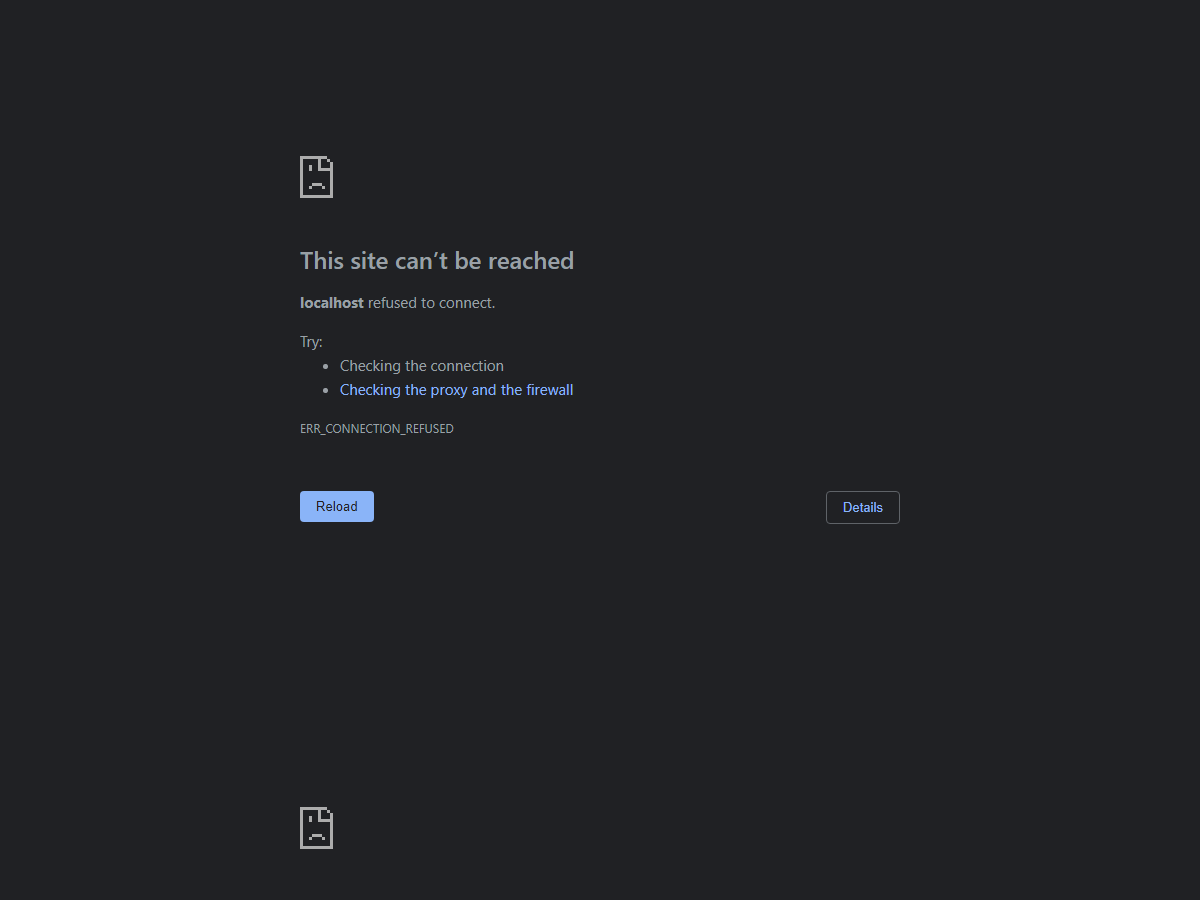 This site can’t be reached
localhost refused to connect.
Try:
Checking the connection
Checking the proxy and the firewall
ERR_CONNECTION_REFUSED
Reload
Details